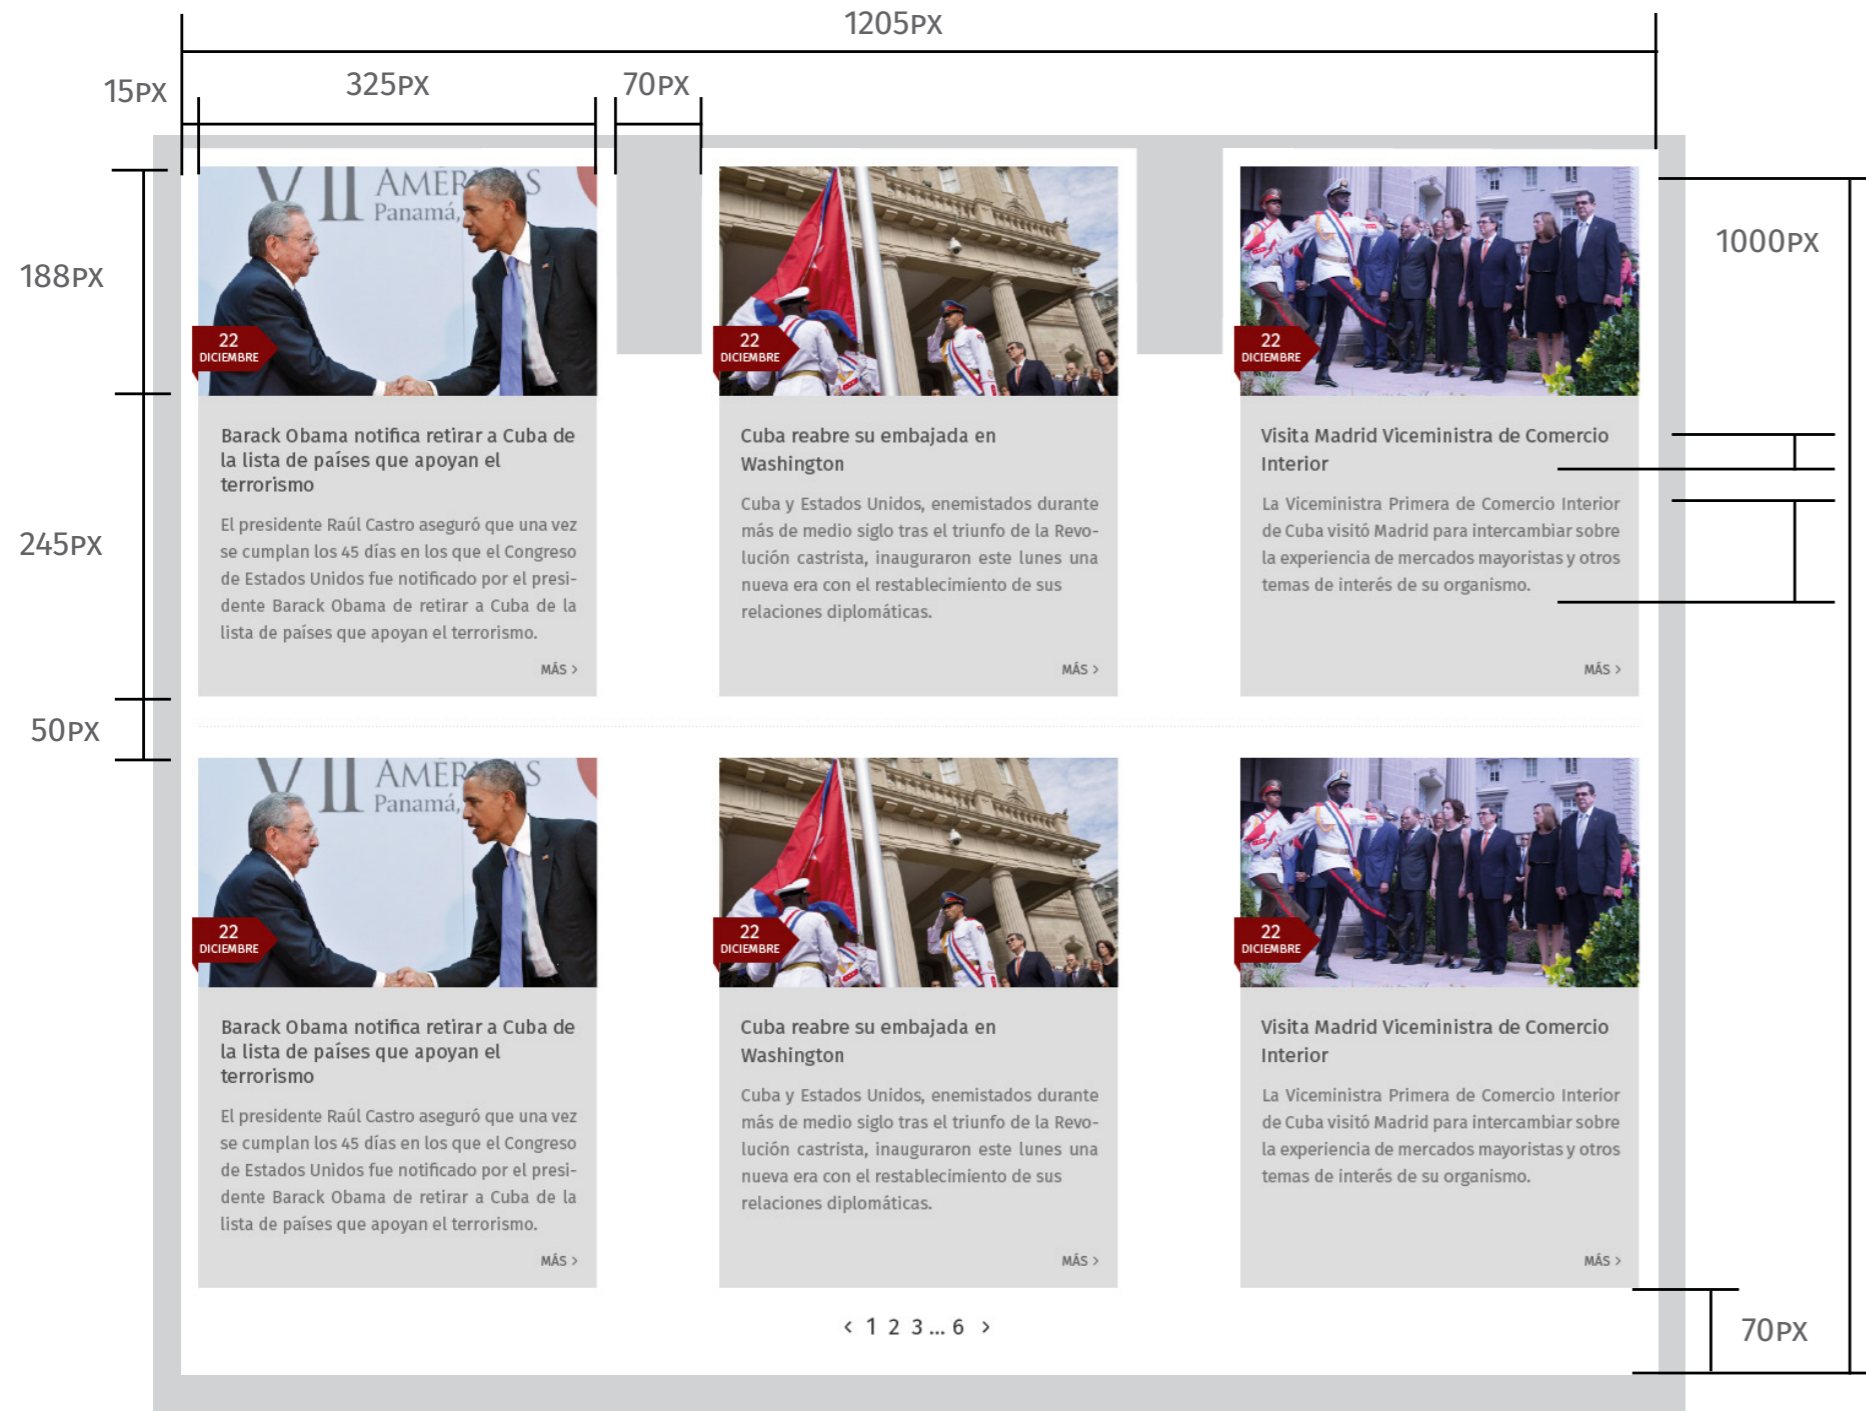 1205PX
15PX
325PX
70PX
188PX
245PX
50PX
1000PX
70PX
VII AMÉRICAS
Panamá,
22
DICIEMBRE
Barack Obama notifica retirar a Cuba de
la lista de países que apoyan el
terrorismo
El presidente Raúl Castro aseguró que una vez
se cumplan los 45 días en los que el Congreso
de Estados Unidos fue notificado por el presi-
dente Barack Obama de retirar a Cuba de la
lista de países que apoyan el terrorismo.
MÁS >
22
DICIEMBRE
Cuba reabre su embajada en
Washington
Cuba y Estados Unidos, enemistados durante
más de medio siglo tras el triunfo de la Revo-
lución castrista, inauguraron este lunes una
nueva era con el restablecimiento de sus
relaciones diplomáticas.
MÁS >
22
DICIEMBRE
Visita Madrid Viceministra de Comercio
Interior
La Viceministra Primera de Comercio Interior
de Cuba visitó Madrid para intercambiar sobre
la experiencia de mercados mayoristas y otros
temas de interés de su organismo.
MÁS >
VII AMÉRICAS
Panamá,
22
DICIEMBRE
Barack Obama notifica retirar a Cuba de
la lista de países que apoyan el
terrorismo
El presidente Raúl Castro aseguró que una vez
se cumplan los 45 días en los que el Congreso
de Estados Unidos fue notificado por el presi-
dente Barack Obama de retirar a Cuba de la
lista de países que apoyan el terrorismo.
MÁS >
22
DICIEMBRE
Cuba reabre su embajada en
Washington
Cuba y Estados Unidos, enemistados durante
más de medio siglo tras el triunfo de la Revo-
lución castrista, inauguraron este lunes una
nueva era con el restablecimiento de sus
relaciones diplomáticas.
MÁS >
22
DICIEMBRE
Visita Madrid Viceministra de Comercio
Interior
La Viceministra Primera de Comercio Interior
de Cuba visitó Madrid para intercambiar sobre
la experiencia de mercados mayoristas y otros
temas de interés de su organismo.
MÁS >
< 1 2 3 ... 6 >